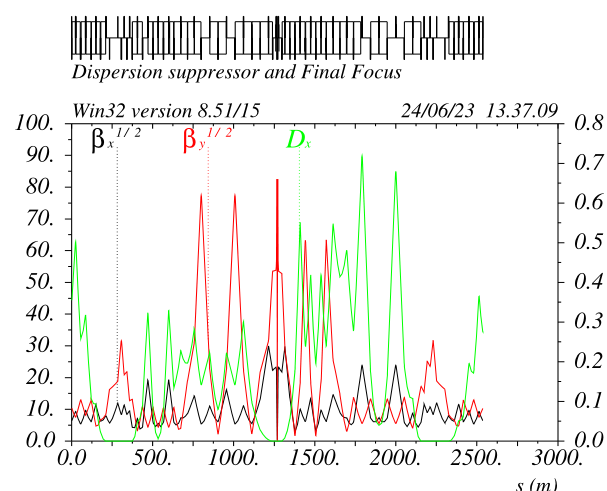 Dispersion suppressor and Final Focus
Win32 version 8.51/15 24/06/23 13.37.09
100. 0.8
β x 1/2 β y 1/2 D x
90.
80. 0.7
70. 0.6
60. 0.5
50. 0.4
40. 0.3
30. 0.2
20. 0.1
10. 0.0
0.0
0.0 500. 1000. 1500. 2000. 2500. 3000.
s (m)